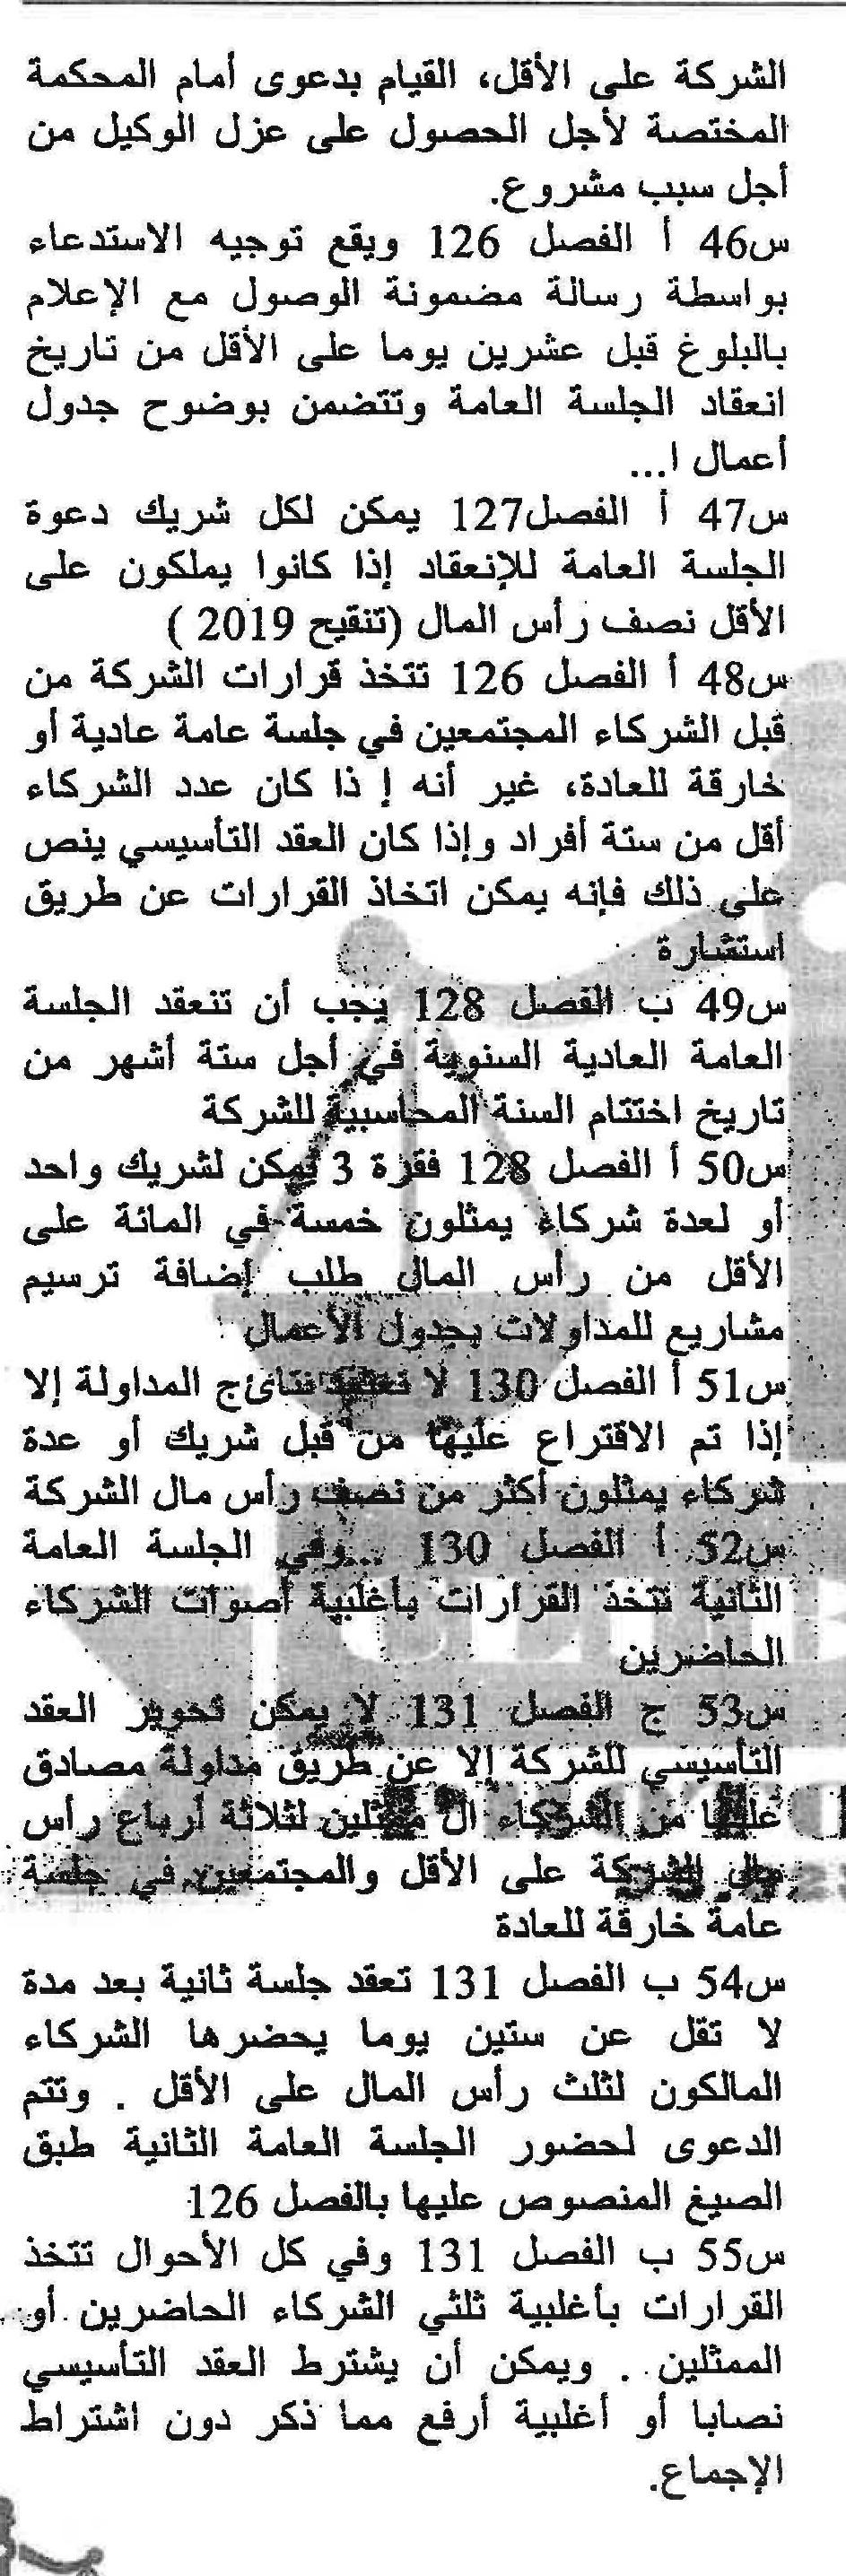 الشركة على الأقل، القيام بدعوى أمام المحكمة
المختصة لأجل الحصول على عزل الوكيل من
أجل سبب مشروع.
س46 أ الفصل 126 ويقع توجيه الاستدعاء
بواسطة رسالة مضمونة الوصول مع الإعلام
بالبلوغ قبل عشرين يوما على الأقل من تاريخ
انعقاد الجلسة العامة وتتضمن بوضوح جدول
أعمال ا...
س47 أ الفصل127 يمكن لكل شريك دعوة
الجلسة العامة للإنعقاد إذا كانوا يملكون على
الأقل نصف رأس المال (تنقيح 2019 )
س48 أ الفصل 126 تتخذ قرارات الشركة من
قبل الشركاء المجتمعين في جلسة عامة عادية أو
خارقة للعادة، غير أنه إ ذا كان عدد الشركاء
أقل من ستة أفراد وإذا كان العقد التأسيسي ينص
على ذلك فإنه يمكن اتخاذ القرارات عن طريق
استشارة
س49 ب الفصل 128 يجب أن تنعقد الجلسة
العامة العادية السنوية في أجل ستة أشهر من
تاريخ اختتام السنة المحاسبية للشركة
س50 أ الفصل 128 فقرة 3 يمكن لشريك واحد
أو لعدة شركاء يمثلون خمسة في المائة على
الأقل من رأس المال طلب إضافة ترسيم
مشاريع للمداولات بجدول الأعمال
س51 أ الفصل 130 لا تعتمد نتائج المداولة إلا
إذا تم الاقتراع عليها من قبل شريك أو عدة
شركاء يمثلون أكثر من نصف رأس مال الشركة
س52 أ الفصل 130 ...وفي الجلسة العامة
الثانية تتخذ القرارات بأغلبية أصوات الشركاء
الحاضرين
س53 ج الفصل 131 لا يمكن تحوير العقد
التأسيسي للشركة إلا عن طريق مداولة مصادق
عليها من الشركاء ال ممثلين لثلاثة أرباع رأس
مال الشركة على الأقل والمجتمعين في جلسة
عامة خارقة للعادة
س54 ب الفصل 131 تعقد جلسة ثانية بعد مدة
لا تقل عن ستين يوما يحضرها الشركاء
المالكون لثلث رأس المال على الأقل . وتتم
الدعوى لحضور الجلسة العامة الثانية طبق
الصيغ المنصوص عليها بالفصل 126
س55 ب الفصل 131 وفي كل الأحوال تتخذ
القرارات بأغلبية ثلثي الشركاء الحاضرين أو
الممثلين . ويمكن أن يشترط العقد التأسيسي
نصابا أو أغلبية أرفع مما ذكر دون اشتراط
الإجماع.